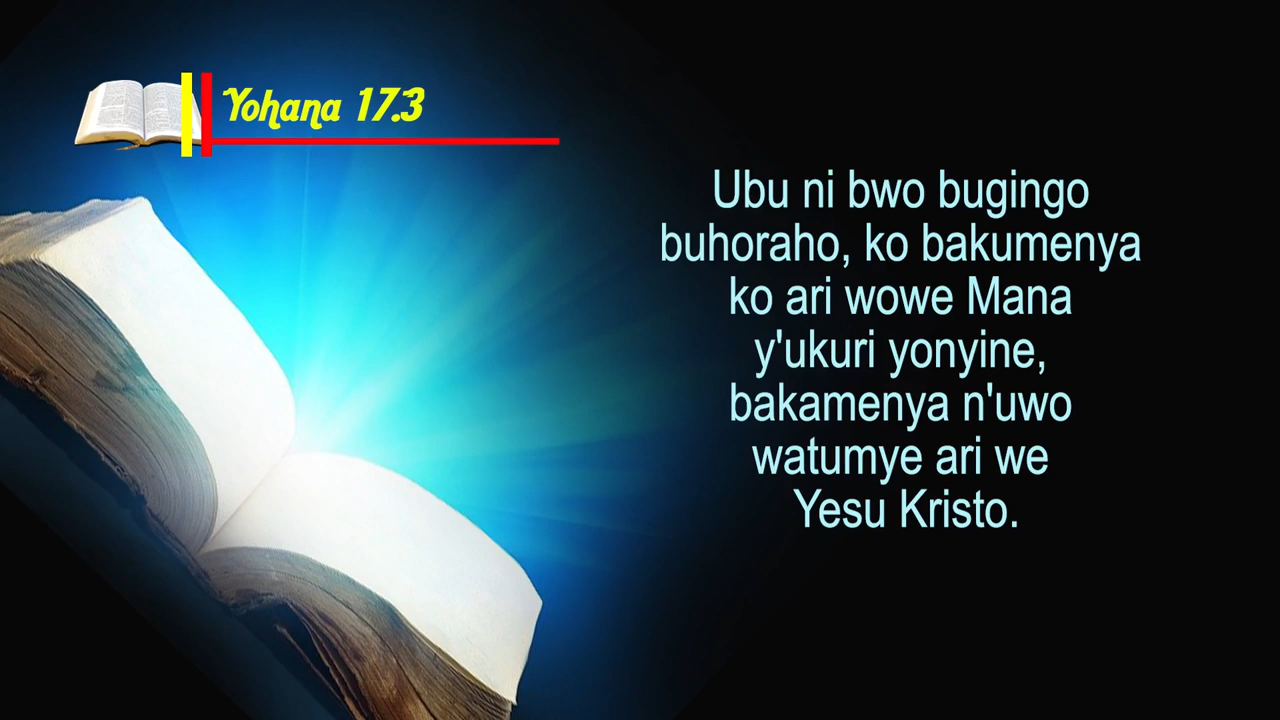 Yohana 17.3
Ubu ni bwo bugingo
buhoraho, ko bakumenya
ko ari wowe Mana
y'ukuri yonyine,
bakamenya n'uwo
watumye ari we
Yesu Kristo.